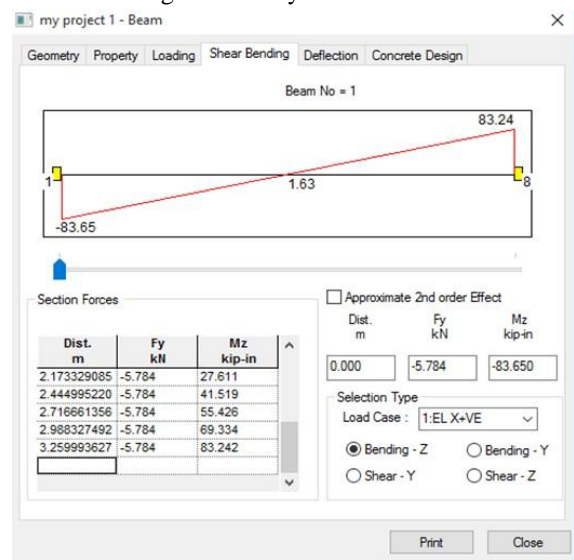 my project 1 - Beam
Geometry Property Loading Shear Bending Deflection Concrete Design
Beam No = 1
83.24
1 1.63 8
-83.65
Section Forces
Dist. m Fy kN Mz kip-in
2.173329085 -5.784 27.611
2.444995220 -5.784 41.519
2.716661356 -5.784 55.426
2.988327492 -5.784 69.334
3.259993627 -5.784 83.242
Approximate 2nd order Effect
Dist. Fy Mz
m kN kip-in
0.000 -5.784 -83.650
Selection Type
Load Case : 1:EL X+VE
Bending - Z Bending - Y
Shear - Y Shear - Z
Print Close